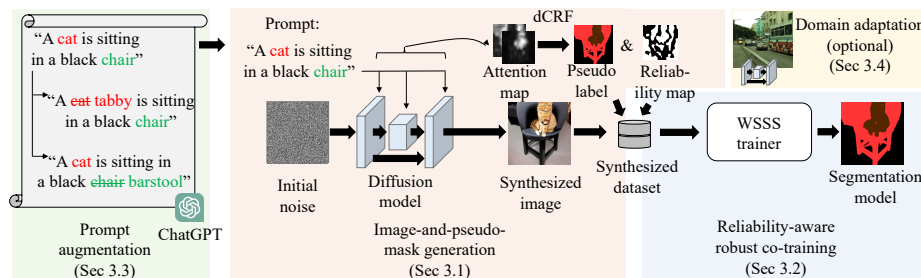 “A cat is sitting
in a black chair”
“A cat tabby is sitting
in a black chair”
“A cat is sitting in
a black chair barstool”
ChatGPT
Prompt
augmentation
(Sec 3.3)
Prompt:
“A cat is sitting
in a black chair”
Initial
noise
Diffusion
model
dCRF
Attention
map
Pseudo
label
&
Reliab-
ility map
Synthesized
image
Synthesized
dataset
Image-and-pseudo-
mask generation
(Sec 3.1)
Domain adaptation
(optional)
(Sec 3.4)
WSSS
trainer
Segmentation
model
Reliability-aware
robust co-training
(Sec 3.2)